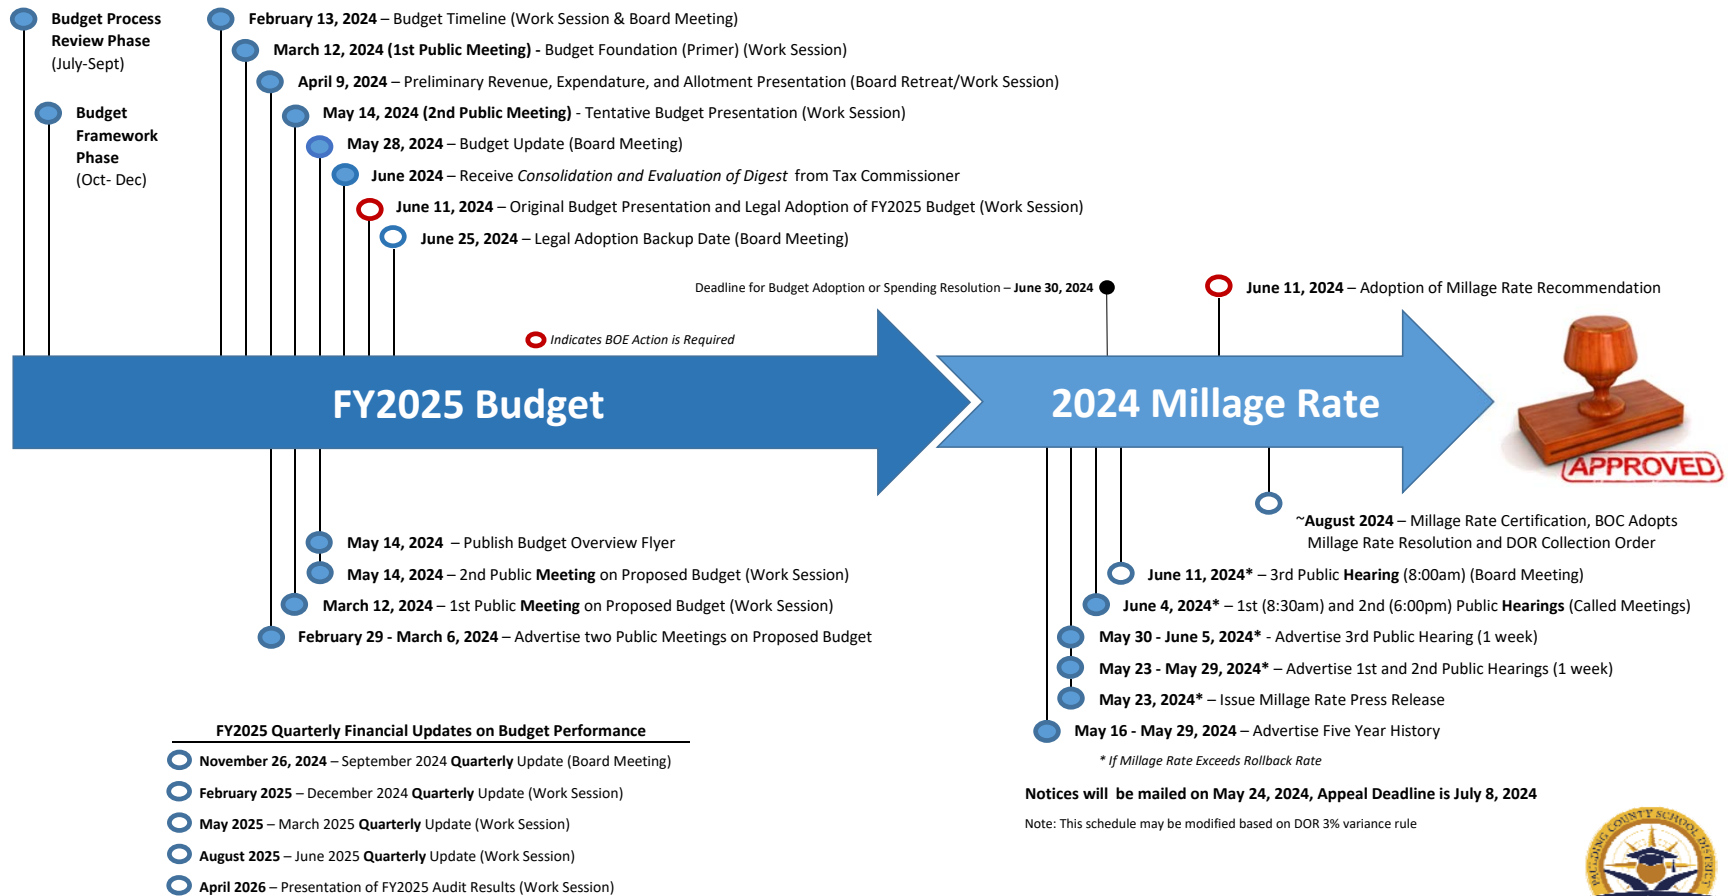 Budget Process
Review Phase
(July-Sept)
Budget
Framework
Phase
(Oct- Dec)
February 13, 2024 – Budget Timeline (Work Session & Board Meeting)
March 12, 2024 (1st Public Meeting) - Budget Foundation (Primer) (Work Session)
April 9, 2024 – Preliminary Revenue, Expenditure, and Allotment Presentation (Board Retreat/Work Session)
May 14, 2024 (2nd Public Meeting) - Tentative Budget Presentation (Work Session)
May 28, 2024 – Budget Update (Board Meeting)
June 2024 – Receive Consolidation and Evaluation of Digest from Tax Commissioner
June 11, 2024 – Original Budget Presentation and Legal Adoption of FY2025 Budget (Work Session)
June 25, 2024 – Legal Adoption Backup Date (Board Meeting)
Deadline for Budget Adoption or Spending Resolution – June 30, 2024
June 11, 2024 – Adoption of Millage Rate Recommendation
Indicates BOE Action is Required
FY2025 Budget
2024 Millage Rate
APPROVED
May 14, 2024 – Publish Budget Overview Flyer
May 14, 2024 – 2nd Public Meeting on Proposed Budget (Work Session)
March 12, 2024 – 1st Public Meeting on Proposed Budget (Work Session)
February 29 - March 6, 2024 – Advertise two Public Meetings on Proposed Budget
~August 2024 – Millage Rate Certification, BOC Adopts
Millage Rate Resolution and DOR Collection Order
June 11, 2024* – 3rd Public Hearing (8:00am) (Board Meeting)
June 4, 2024* – 1st (8:30am) and 2nd (6:00pm) Public Hearings (Called Meetings)
May 30 - June 5, 2024* - Advertise 3rd Public Hearing (1 week)
May 23 - May 29, 2024* – Advertise 1st and 2nd Public Hearings (1 week)
May 23, 2024* – Issue Millage Rate Press Release
May 16 - May 29, 2024 – Advertise Five Year History
* If Millage Rate Exceeds Rollback Rate
Notices will be mailed on May 24, 2024, Appeal Deadline is July 8, 2024
Note: This schedule may be modified based on DOR 3% variance rule
FY2025 Quarterly Financial Updates on Budget Performance
November 26, 2024 – September 2024 Quarterly Update (Board Meeting)
February 2025 – December 2024 Quarterly Update (Work Session)
May 2025 – March 2025 Quarterly Update (Work Session)
August 2025 – June 2025 Quarterly Update (Work Session)
April 2026 – Presentation of FY2025 Audit Results (Work Session)
PAULDING COUNTY SCHOOL DISTRICT